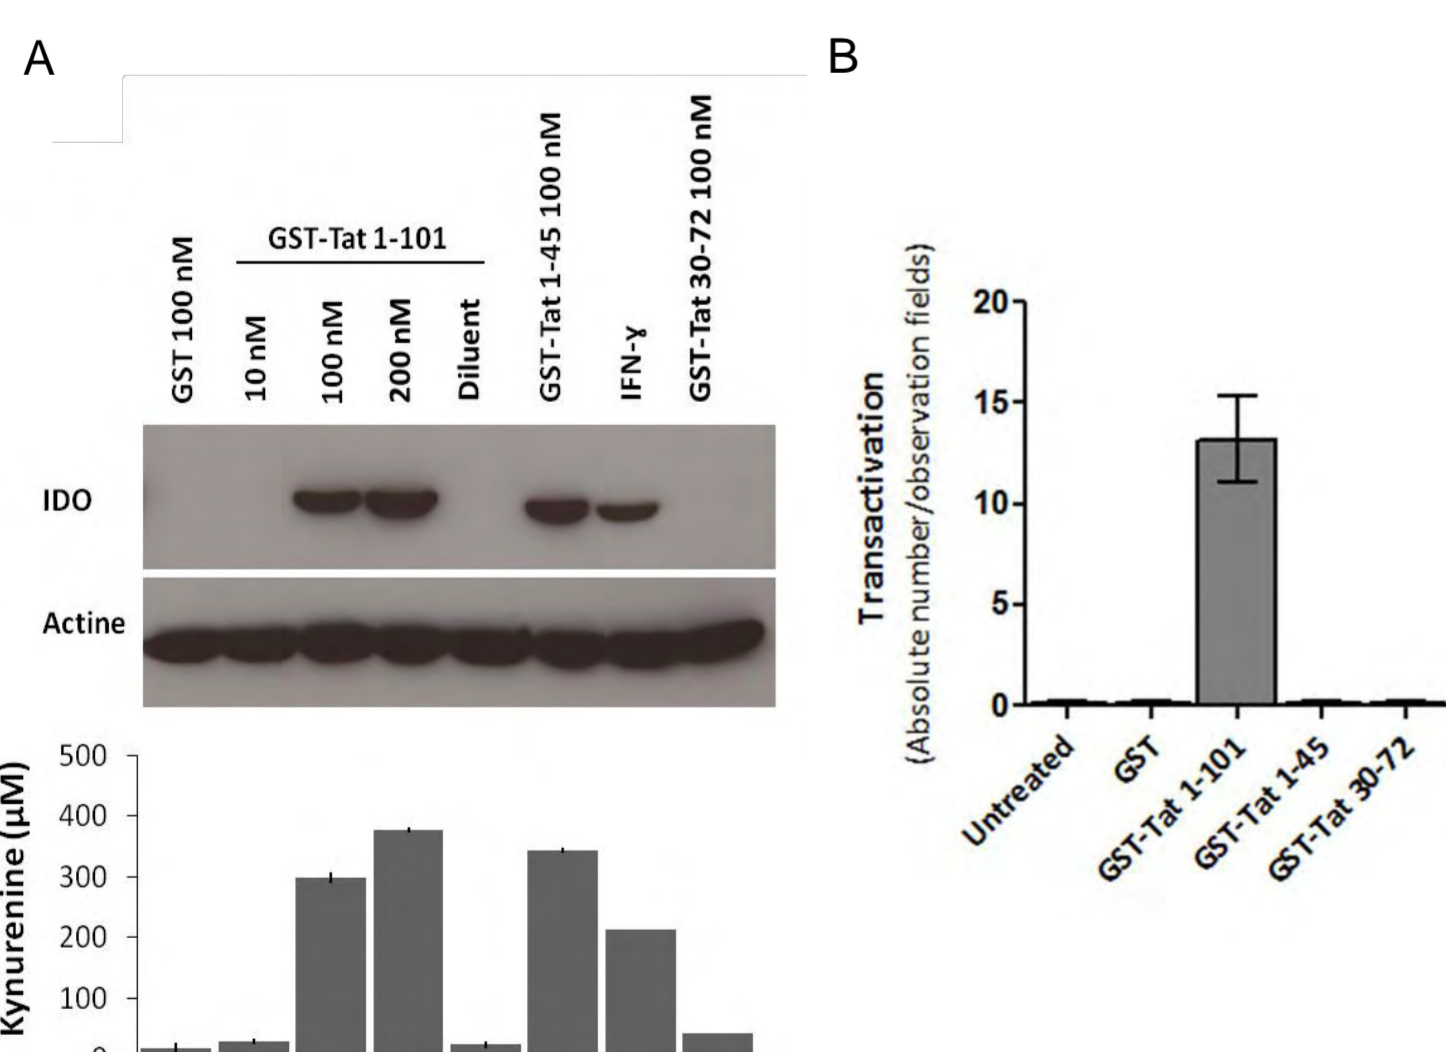 A
GST 100 nM
GST-Tat 1-101
10 nM
100 nM
200 nM
Diluent
GST-Tat 1-45 100 nM
IFN-ɣ
GST-Tat 30-72 100 nM
IDO
Actine
Kynurenine (µM)
500
400
300
200
100
0
B
Transactivation
(Absolute number/observation fields)
20
15
10
5
0
Untreated
GST
GST-Tat 1-101
GST-Tat 1-45
GST-Tat 30-72